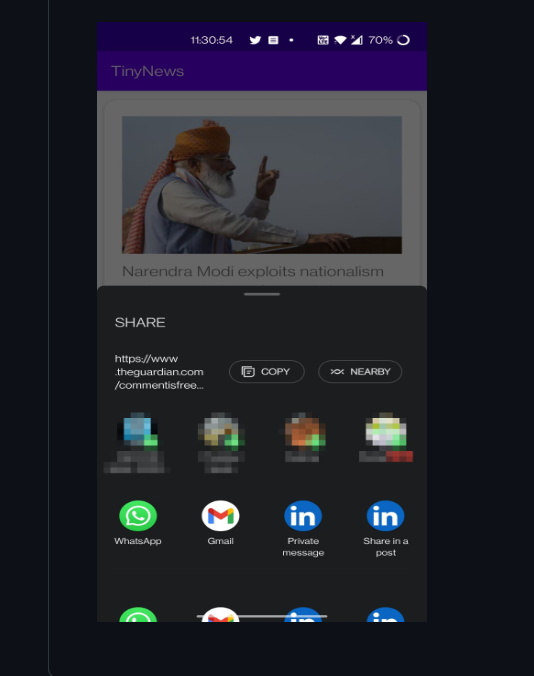 11:30:54 70%
TinyNews
Narendra Modi exploits nationalism
SHARE
https://www
.theguardian.com
/commentisfree...
COPY
NEARBY
WhatsApp
Gmail
Private
message
Share in a
post